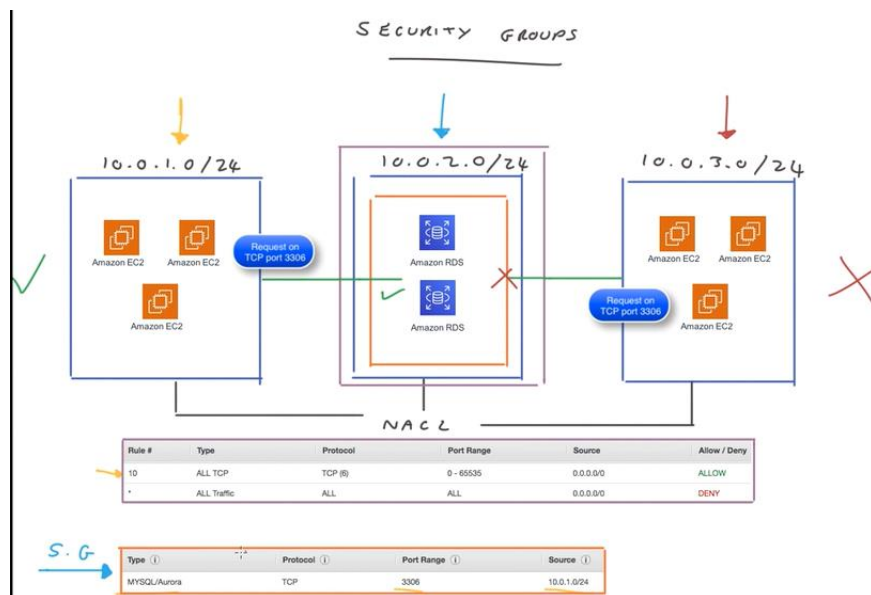 SECURITY GROUPS
10.0.1.0/24
10.0.2.0/24
10.0.3.0/24
Amazon EC2
Amazon EC2
Amazon EC2
Request on
TCP port 3306
Amazon RDS
Amazon RDS
Amazon EC2
Amazon EC2
Amazon EC2
Request on
TCP port 3306
NACL
Rule # Type Protocol Port Range Source Allow / Deny
10 ALL TCP TCP (6) 0 - 65535 0.0.0.0/0 ALLOW
* ALL Traffic ALL ALL 0.0.0.0/0 DENY
S.G
Type Protocol Port Range Source
MYSQL/Aurora TCP 3306 10.0.1.0/24